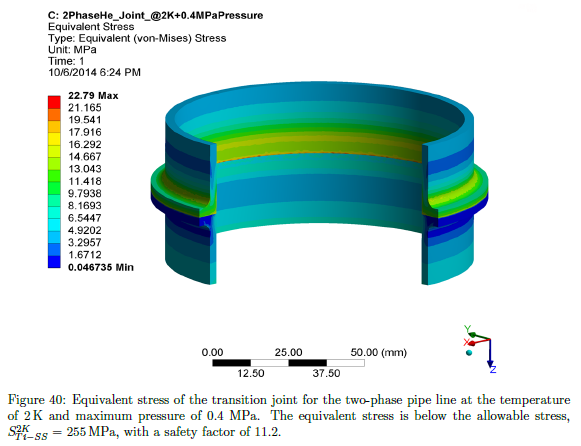 C: 2PhaseHe_Joint_@2K+0.4MPaPressure
Equivalent Stress
Type: Equivalent (von-Mises) Stress
Unit: MPa
Time: 1
10/6/2014 6:24 PM
22.79 Max
21.165
19.541
17.916
16.292
14.667
13.043
11.418
9.7938
8.1693
6.5447
4.9202
3.2957
1.6712
0.046735 Min
0.00 25.00 50.00 (mm)
12.50 37.50
Y
X
Z
Figure 40: Equivalent stress of the transition joint for the two-phase pipe line at the temperature
of 2 K and maximum pressure of 0.4 MPa. The equivalent stress is below the allowable stress,
S^{2K}_{Ti-SS} = 255 MPa, with a safety factor of 11.2.